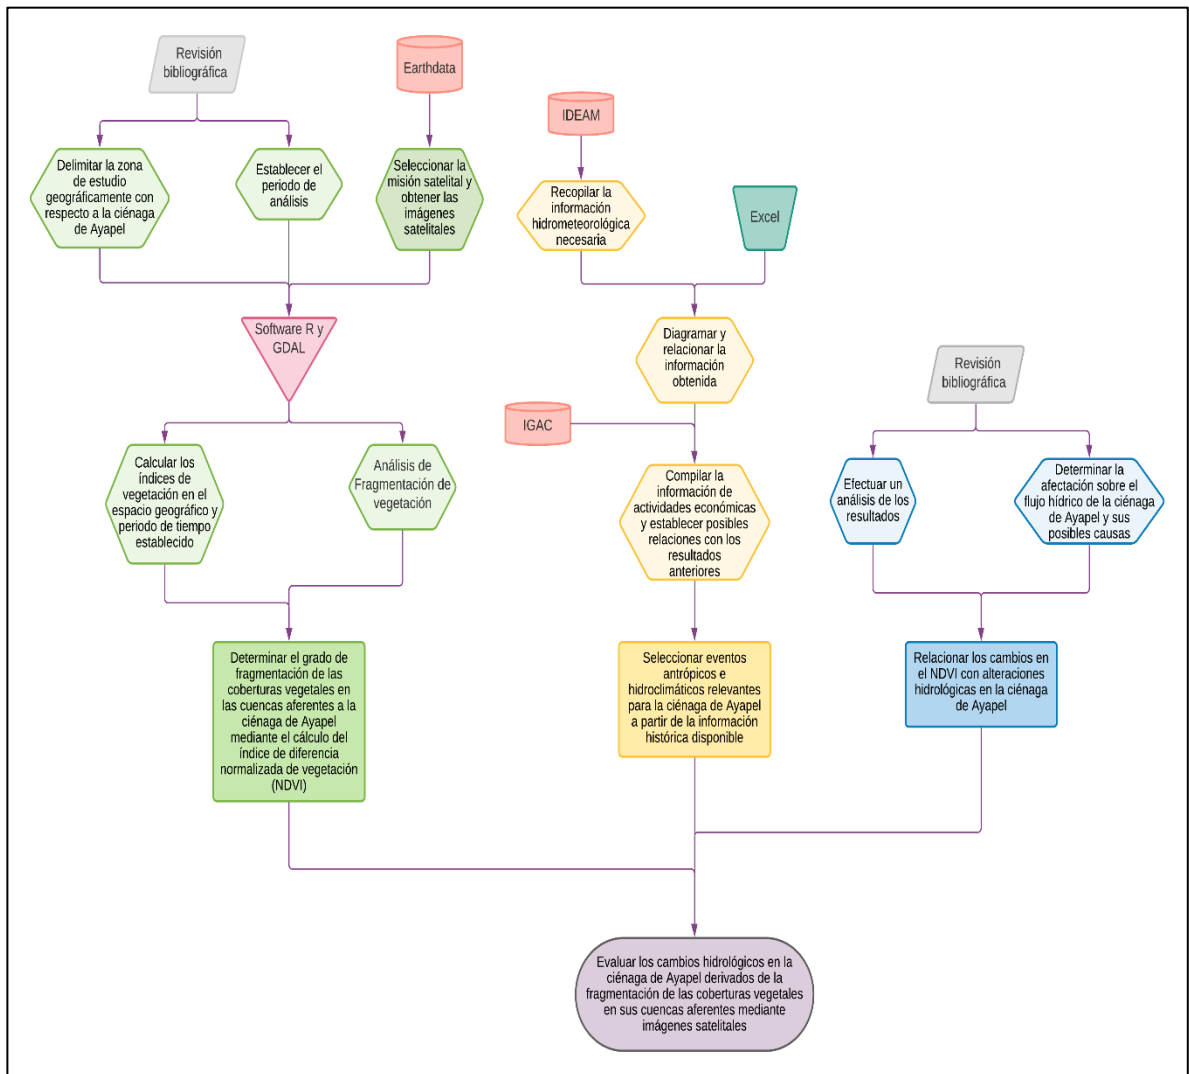 Revisión
bibliográfica
Earthdata
IDEAM
Delimitar la zona
de estudio
geográficamente con
respecto a la ciénaga
de Ayapel
Establecer el
periodo de
análisis
Seleccionar la
misión satelital y
obtener las
imágenes
satelitales
Recopilar la
información
hidrometeorológica
necesaria
Excel
Software R y
GDAL
Diagramar y
relacionar la
información
obtenida
Revisión
bibliográfica
IGAC
Calcular los
índices de
vegetación en el
espacio geográfico y
periodo de tiempo
establecido
Análisis de
Fragmentación de
vegetación
Compilar la
información de
actividades económicas
y establecer posibles
relaciones con los
resultados
anteriores
Efectuar un
análisis de los
resultados
Determinar la
afectación sobre el
flujo hídrico de la ciénaga
de Ayapel y sus
posibles causas
Determinar el grado de
fragmentación de las
coberturas vegetales en
las cuencas aferentes a la
ciénaga de Ayapel
mediante el cálculo del
índice de diferencia
normalizada de vegetación
(NDVI)
Seleccionar eventos
antrópicos e
hidroclimáticos relevantes
para la ciénaga de Ayapel
a partir de la información
histórica disponible
Relacionar los cambios en
el NDVI con alteraciones
hidrológicas en la ciénaga
de Ayapel
Evaluar los cambios hidrológicos en la
ciénaga de Ayapel derivados de la
fragmentación de las coberturas vegetales
en sus cuencas aferentes mediante
imágenes satelitales